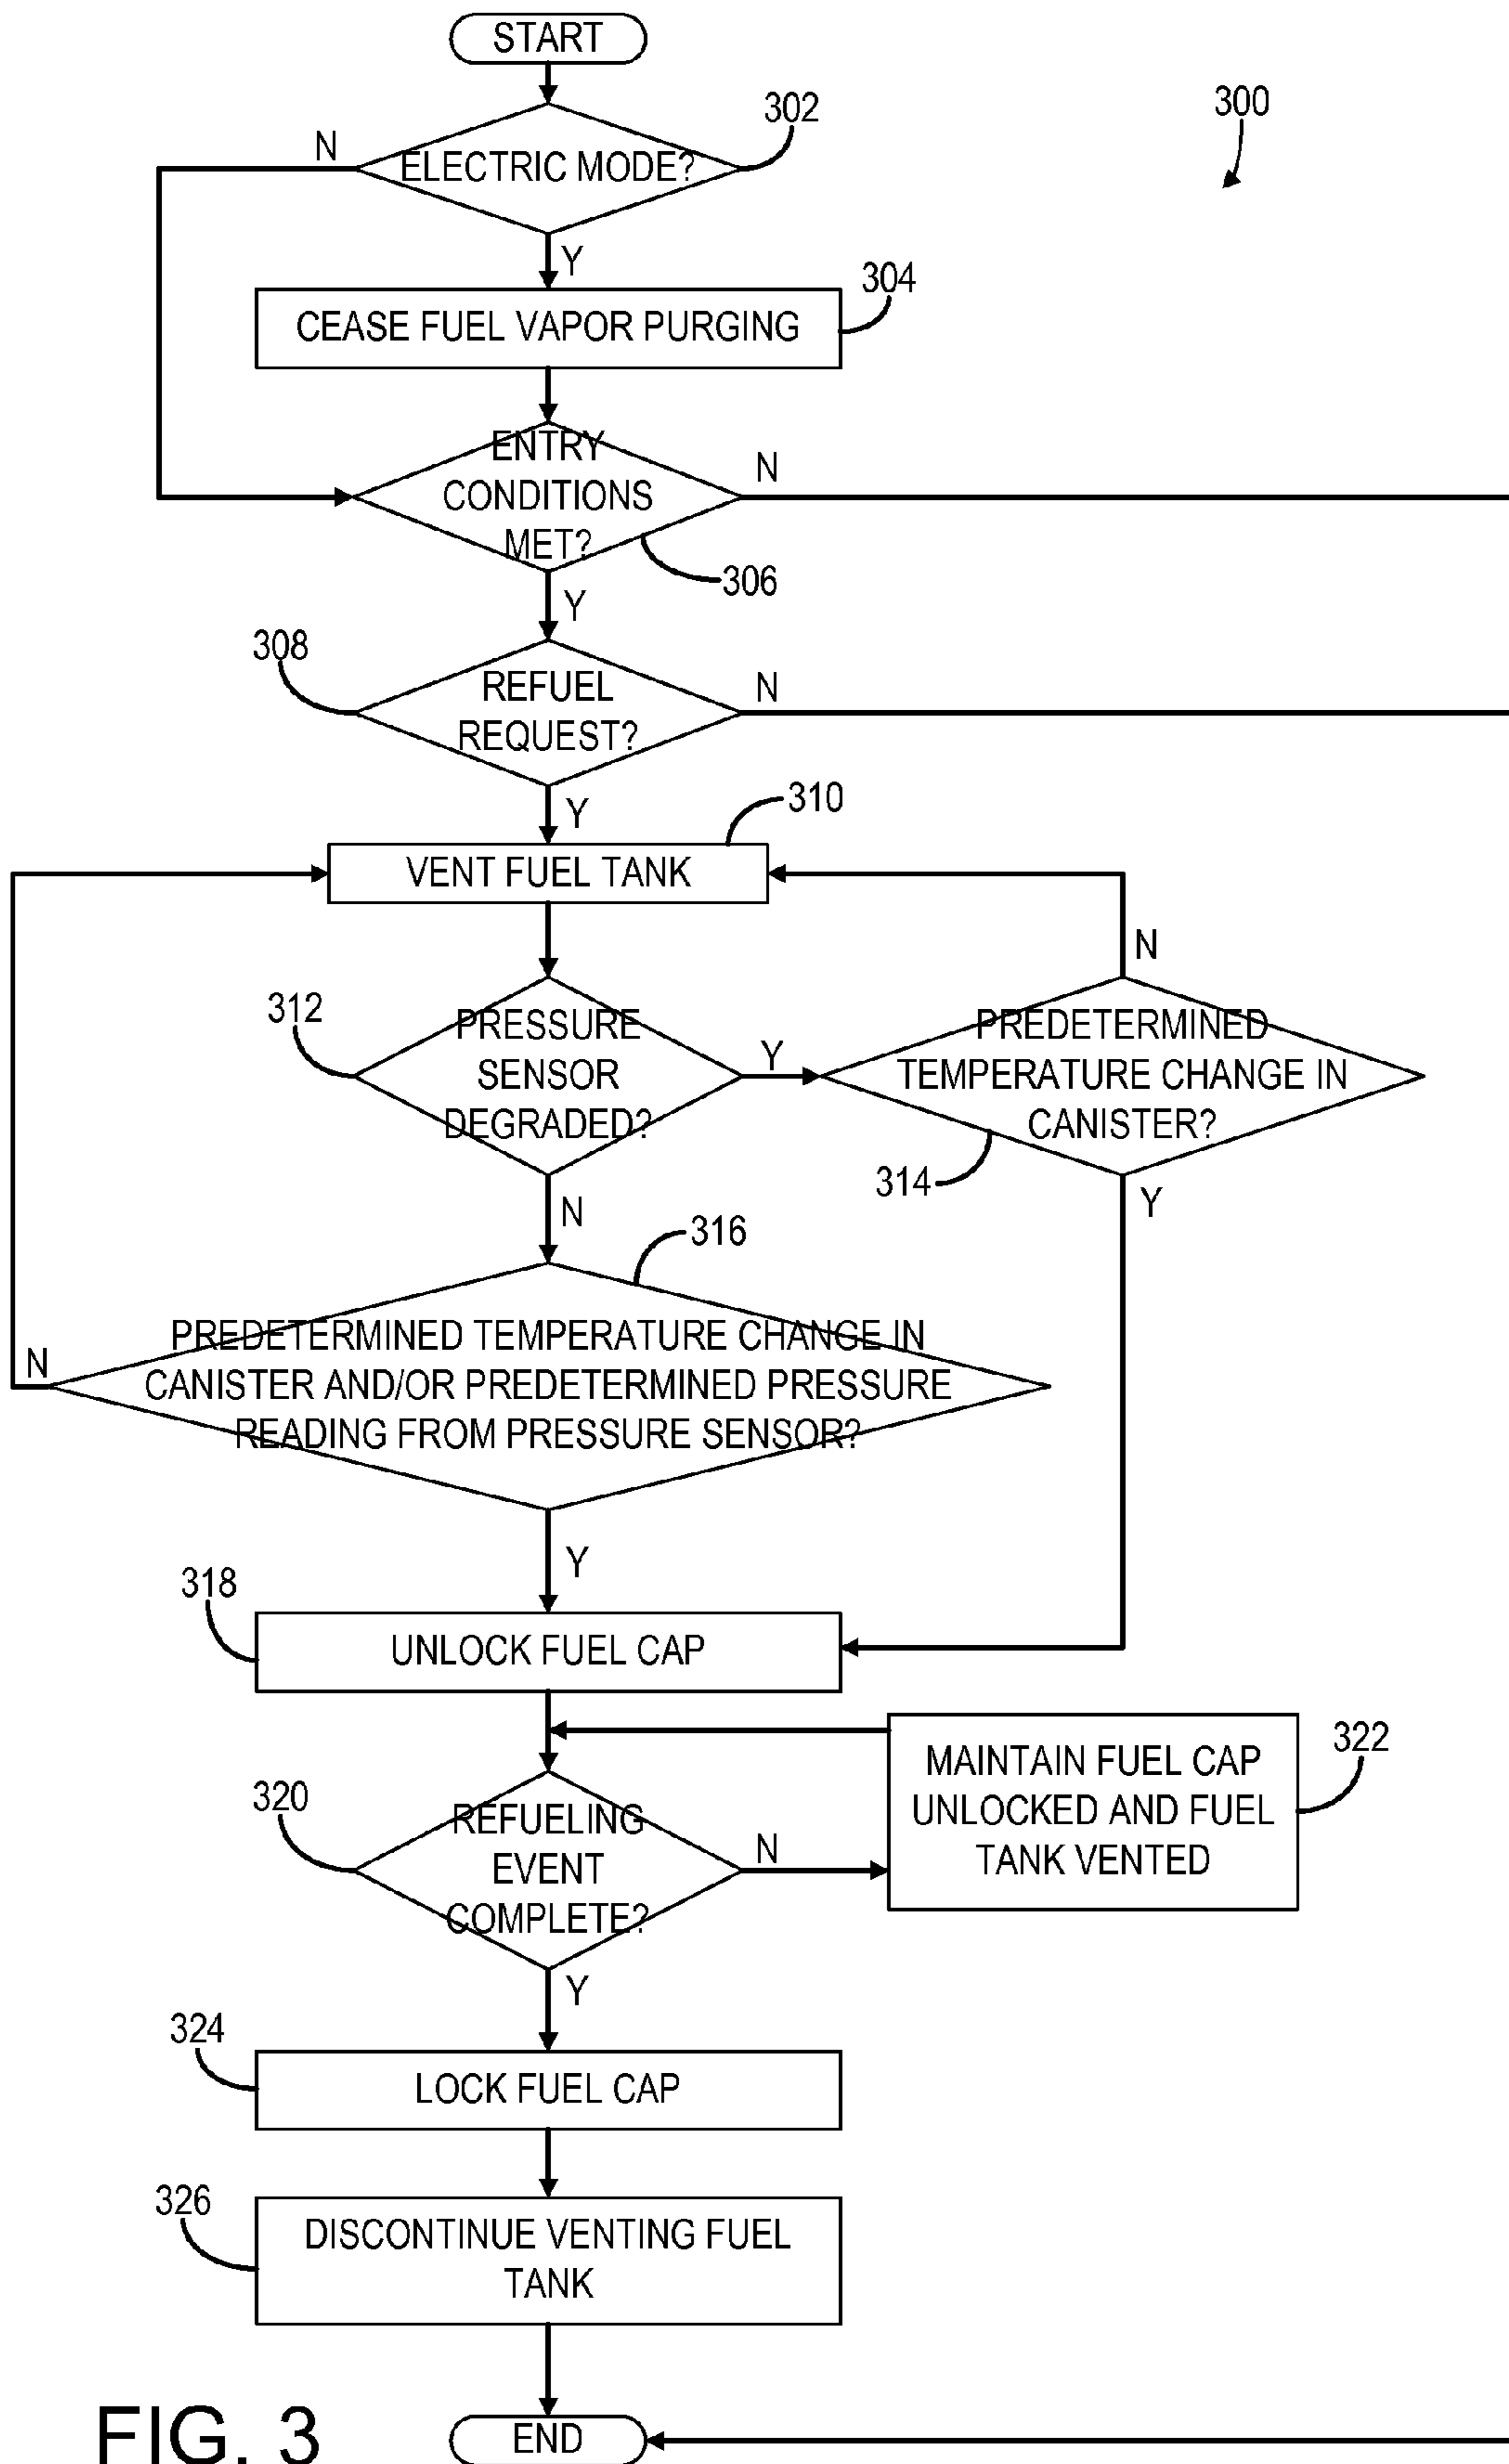 START
302
300
N
ELECTRIC MODE?
Y
304
CEASE FUEL VAPOR PURGING
ENTRY
CONDITIONS
MET?
N
306
Y
308
REFUEL
REQUEST?
N
310
Y
VENT FUEL TANK
N
312
PRESSURE
SENSOR
DEGRADED?
Y
PREDETERMINED
TEMPERATURE CHANGE IN
CANISTER?
314
Y
N
316
PREDETERMINED TEMPERATURE CHANGE IN
CANISTER AND/OR PREDETERMINED PRESSURE
READING FROM PRESSURE SENSOR?
N
Y
318
UNLOCK FUEL CAP
MAINTAIN FUEL CAP
UNLOCKED AND FUEL
TANK VENTED
322
320
REFUELING
EVENT
COMPLETE?
N
Y
324
LOCK FUEL CAP
326
DISCONTINUE VENTING FUEL
TANK
END
FIG. 3